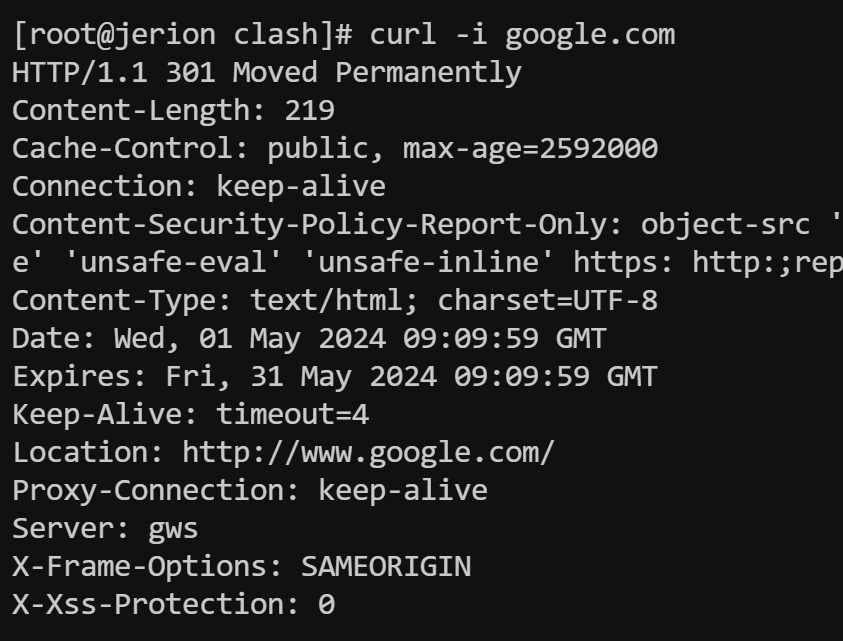 [root@jerion clash]# curl -i google.com
HTTP/1.1 301 Moved Permanently
Content-Length: 219
Cache-Control: public, max-age=2592000
Connection: keep-alive
Content-Security-Policy-Report-Only: object-src '
e' 'unsafe-eval' 'unsafe-inline' https: http:;rep
Content-Type: text/html; charset=UTF-8
Date: Wed, 01 May 2024 09:09:59 GMT
Expires: Fri, 31 May 2024 09:09:59 GMT
Keep-Alive: timeout=4
Location: http://www.google.com/
Proxy-Connection: keep-alive
Server: gws
X-Frame-Options: SAMEORIGIN
X-Xss-Protection: 0